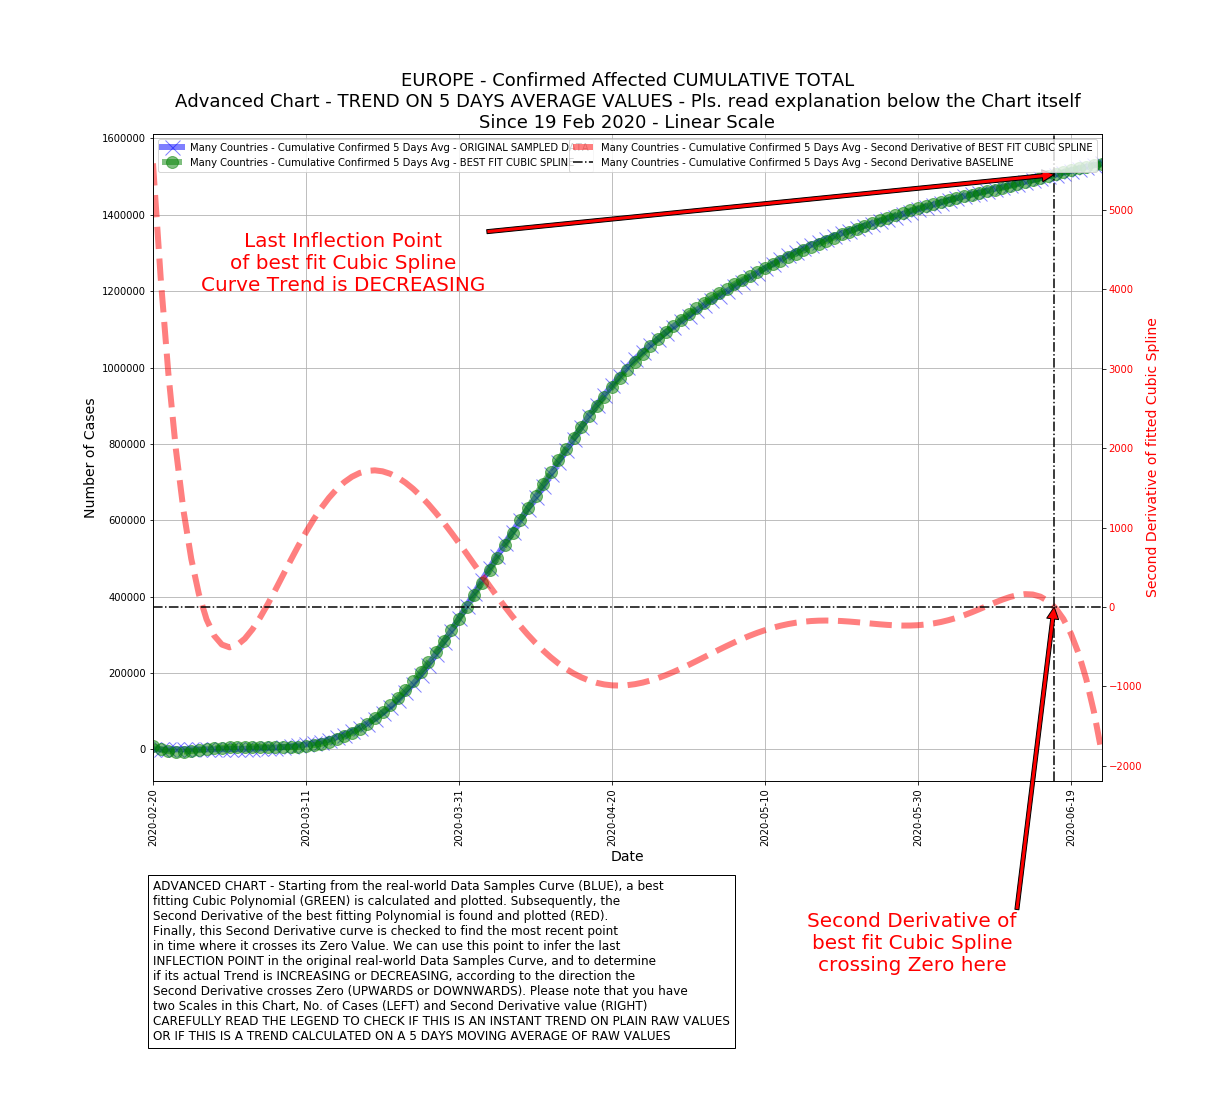 EUROPE - Confirmed Affected CUMULATIVE TOTAL
Advanced Chart - TREND ON 5 DAYS AVERAGE VALUES - Pls. read explanation below the Chart itself
Since 19 Feb 2020 - Linear Scale
Many Countries - Cumulative Confirmed 5 Days Avg - ORIGINAL SAMPLED DATA
Many Countries - Cumulative Confirmed 5 Days Avg - BEST FIT CUBIC SPLINE
Many Countries - Cumulative Confirmed 5 Days Avg - Second Derivative of BEST FIT CUBIC SPLINE
Many Countries - Cumulative Confirmed 5 Days Avg - Second Derivative BASELINE
Last Inflection Point
of best fit Cubic Spline
Curve Trend is DECREASING
Number of Cases
1600000
1400000
1200000
1000000
800000
600000
400000
200000
0
Second Derivative of fitted Cubic Spline
5000
4000
3000
2000
1000
0
−1000
−2000
2020-02-20
2020-03-11
2020-03-31
2020-04-20
2020-05-10
2020-05-30
2020-06-19
Date
Second Derivative of
best fit Cubic Spline
crossing Zero here
ADVANCED CHART - Starting from the real-world Data Samples Curve (BLUE), a best
fitting Cubic Polynomial (GREEN) is calculated and plotted. Subsequently, the
Second Derivative of the best fitting Polynomial is found and plotted (RED).
Finally, this Second Derivative curve is checked to find the most recent point
in time where it crosses its Zero Value. We can use this point to infer the last
INFLECTION POINT in the original real-world Data Samples Curve, and to determine
if its actual Trend is INCREASING or DECREASING, according to the direction the
Second Derivative crosses Zero (UPWARDS or DOWNWARDS). Please note that you have
two Scales in this Chart, No. of Cases (LEFT) and Second Derivative value (RIGHT)
CAREFULLY READ THE LEGEND TO CHECK IF THIS IS AN INSTANT TREND ON PLAIN RAW VALUES
OR IF THIS IS A TREND CALCULATED ON A 5 DAYS MOVING AVERAGE OF RAW VALUES